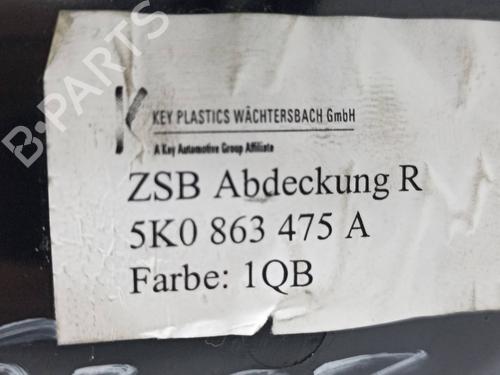 B-PARTS
KEY PLASTICS WÄCHTERSBACH GmbH
A Key Automotive Group Affiliate
ZSB Abdeckung R
5K0 863 475 A
Farbe: 1QB